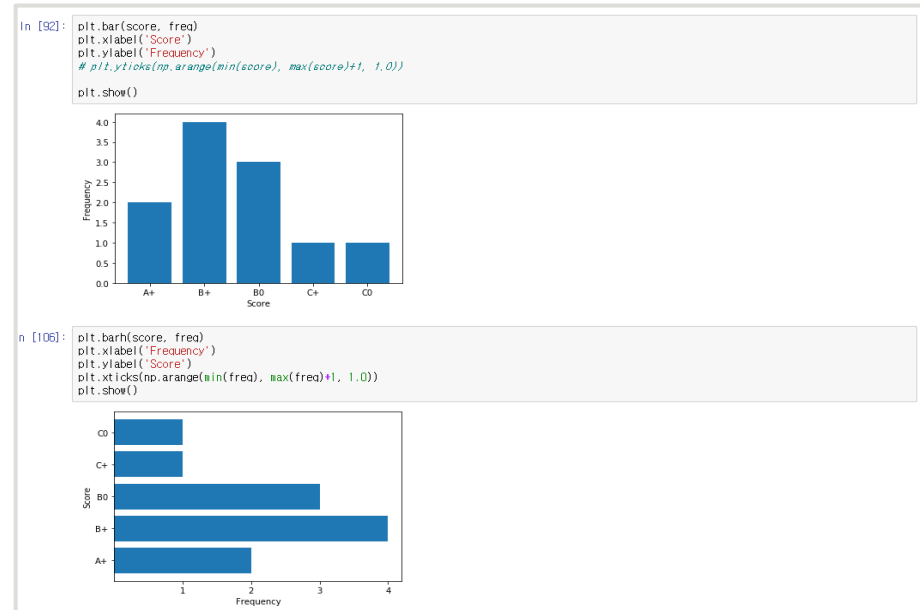 In [92]:
plt.bar(score, freq)
plt.xlabel('Score')
plt.ylabel('Frequency')
# plt.yticks(np.arange(min(score), max(score)+1, 1.0))
plt.show()
4.0
3.5
3.0
2.5
2.0
1.5
1.0
0.5
0.0
Frequency
A+ B+ B0 C+ C0
Score
n [106]:
plt.barh(score, freq)
plt.xlabel('Frequency')
plt.ylabel('Score')
plt.xticks(np.arange(min(freq), max(freq)+1, 1.0))
plt.show()
C0
C+
B0
B+
A+
Score
1 2 3 4
Frequency